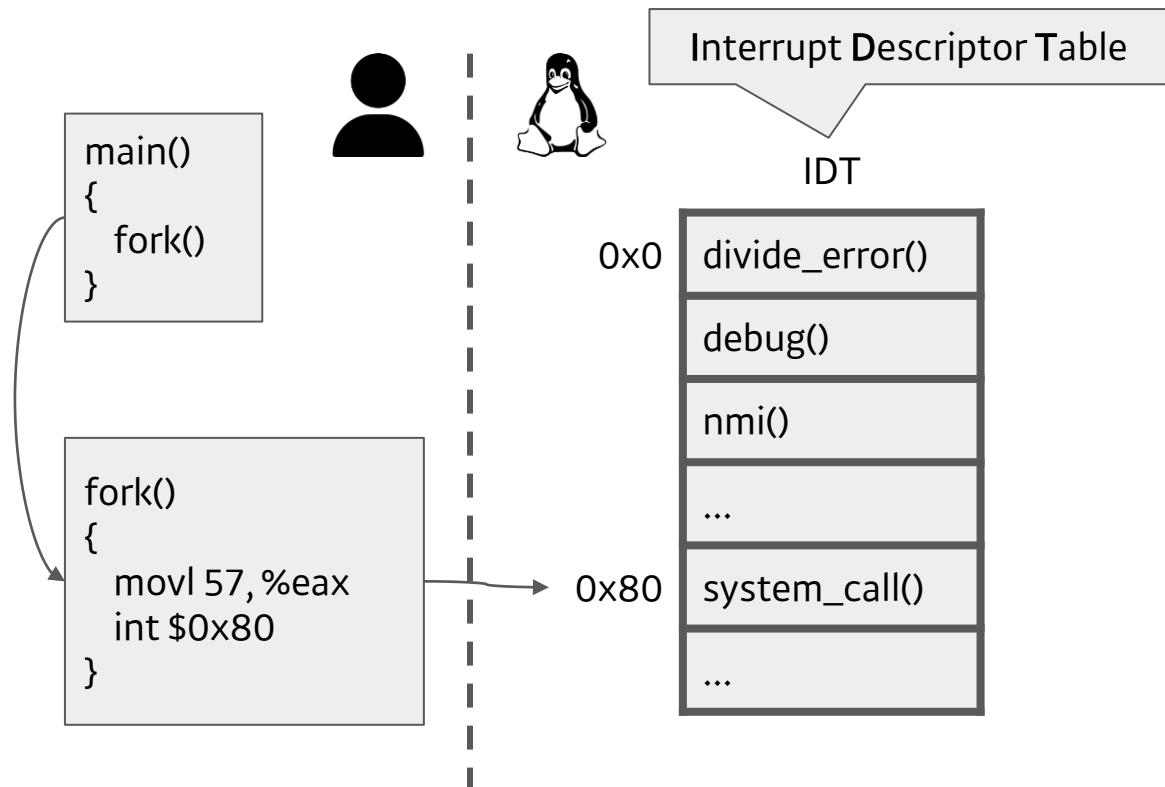 Interrupt Descriptor Table
main()
{
fork()
}
IDT
0x0 divide_error()
debug()
nmi()
...
fork()
{
movl 57, %eax
int $0x80
}
0x80 system_call()
...